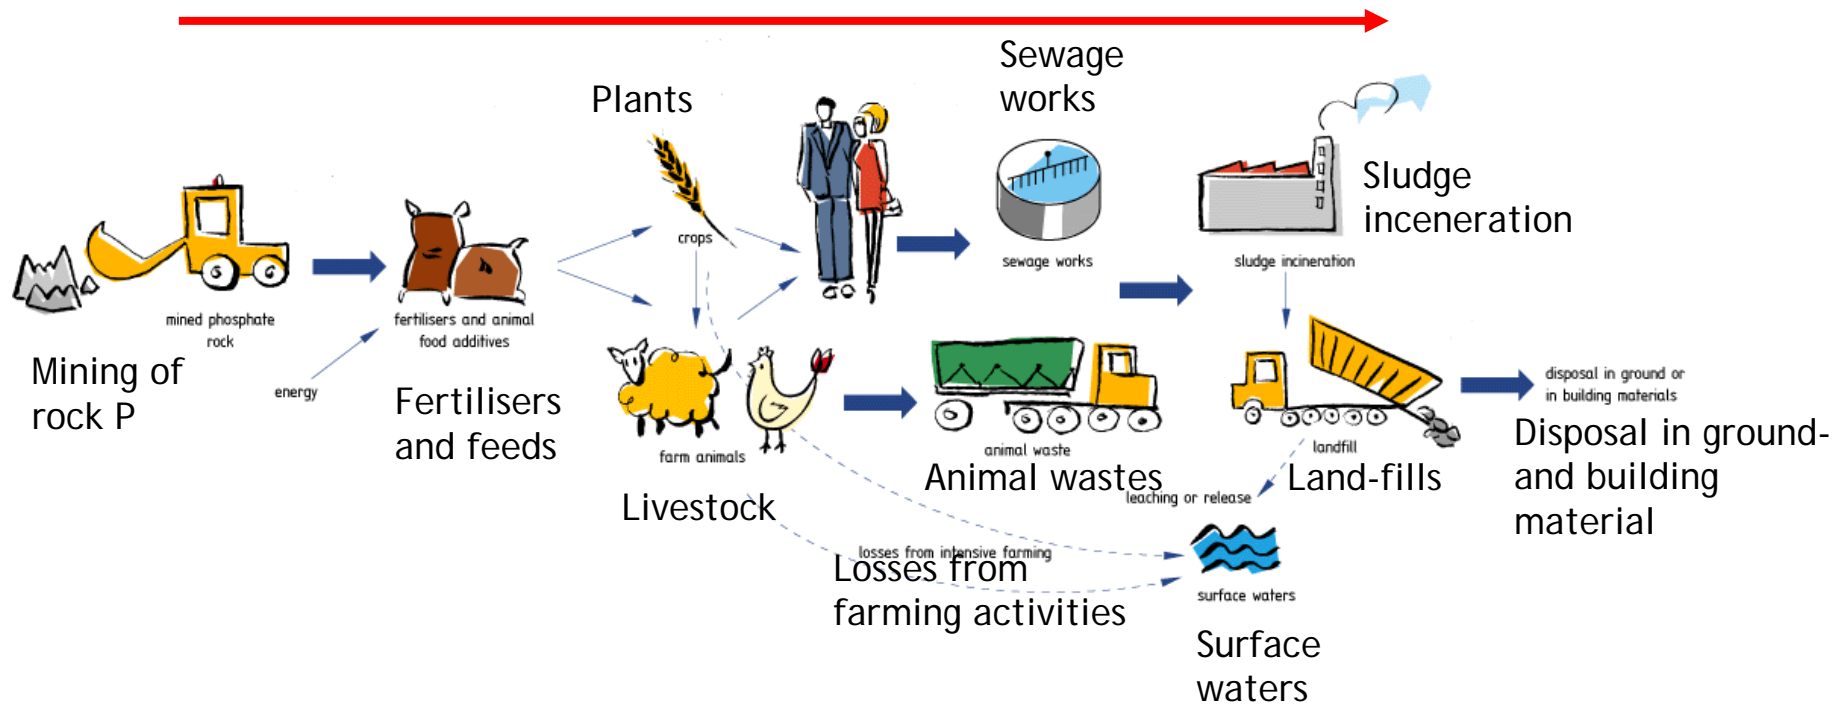 Sewage
works
Plants
Sludge
inceneration
crops
sewage works
sludge incineration
mined phosphate
rock
fertilisers and animal
food additives
Mining of
rock P
energy
Fertilisers
and feeds
farm animals
Livestock
animal waste
Animal wastes
landfill
Land-fills
disposal in ground or
in building materials
Disposal in ground-
and building
material
leaching or release
losses from intensive farming
Losses from
farming activities
surface waters
Surface
waters